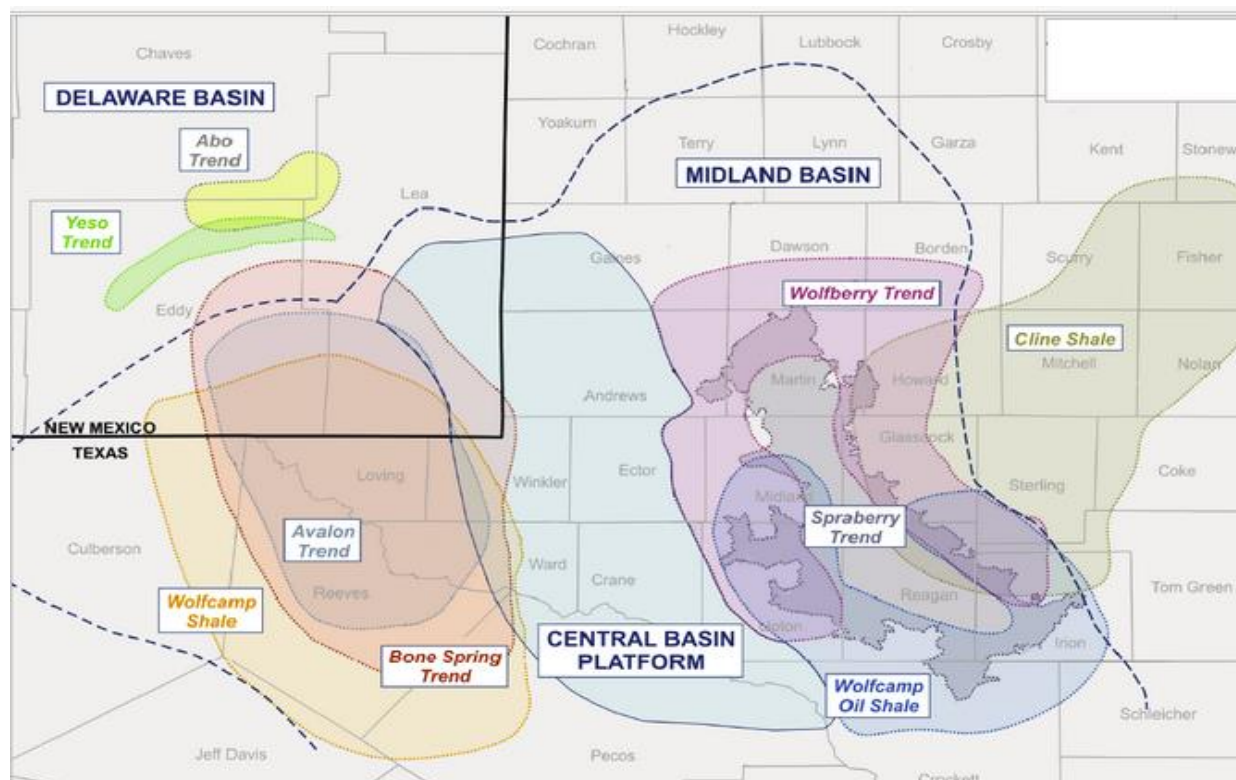 Hockley
Cochran
Lubbock
Crosby
Chaves
DELAWARE BASIN
Yoakum
Terry
Lynn
Garza
Kent
Stonew
Abo
Trend
MIDLAND BASIN
Lea
Yeso
Trend
Gaines
Dawson
Borden
Scurry
Fisher
Eddy
Wolfberry Trend
Cline Shale
Mitchell
Nolan
Martin
Howard
Andrews
NEW MEXICO
TEXAS
Glasscock
Loving
Winkler
Ector
Midland
Sterling
Coke
Avalon
Trend
Spraberry
Trend
Culberson
Ward
Crane
Reeves
Reagan
Tom Green
Wolfcamp
Shale
CENTRAL BASIN
PLATFORM
Upton
Irion
Bone Spring
Trend
Wolfcamp
Oil Shale
Schleicher
Jeff Davis
Pecos
Crockett